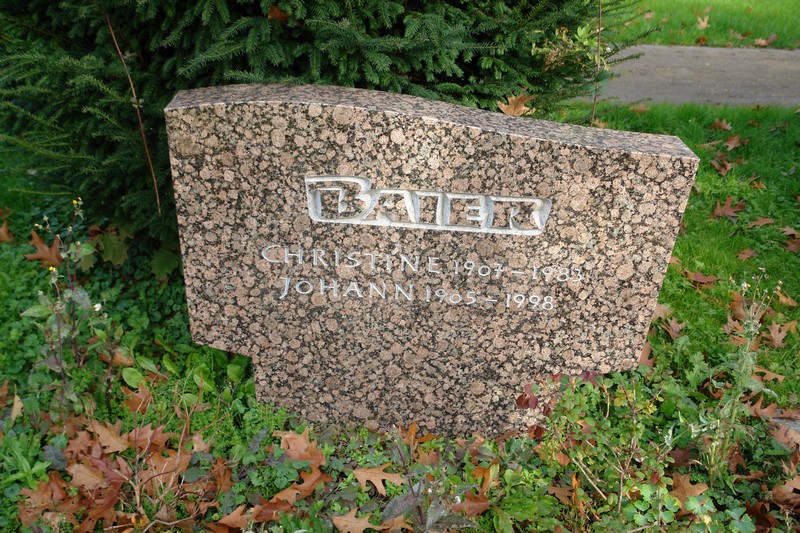 BAIER
CHRISTINE 1907 – 1983
JOHANN 1905 – 1998